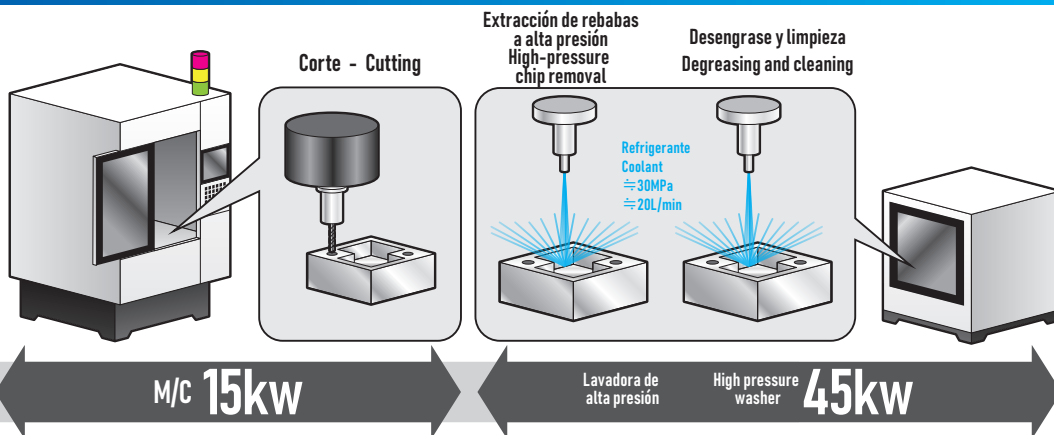 Corte - Cutting
Extracción de rebabas
a alta presión
High-pressure
chip removal
Desengrase y limpieza
Degreasing and cleaning
Refrigerante
Coolant
≒30MPa
≒20L/min
M/C 15kw
Lavadora de
alta presión
High pressure
washer
45kw